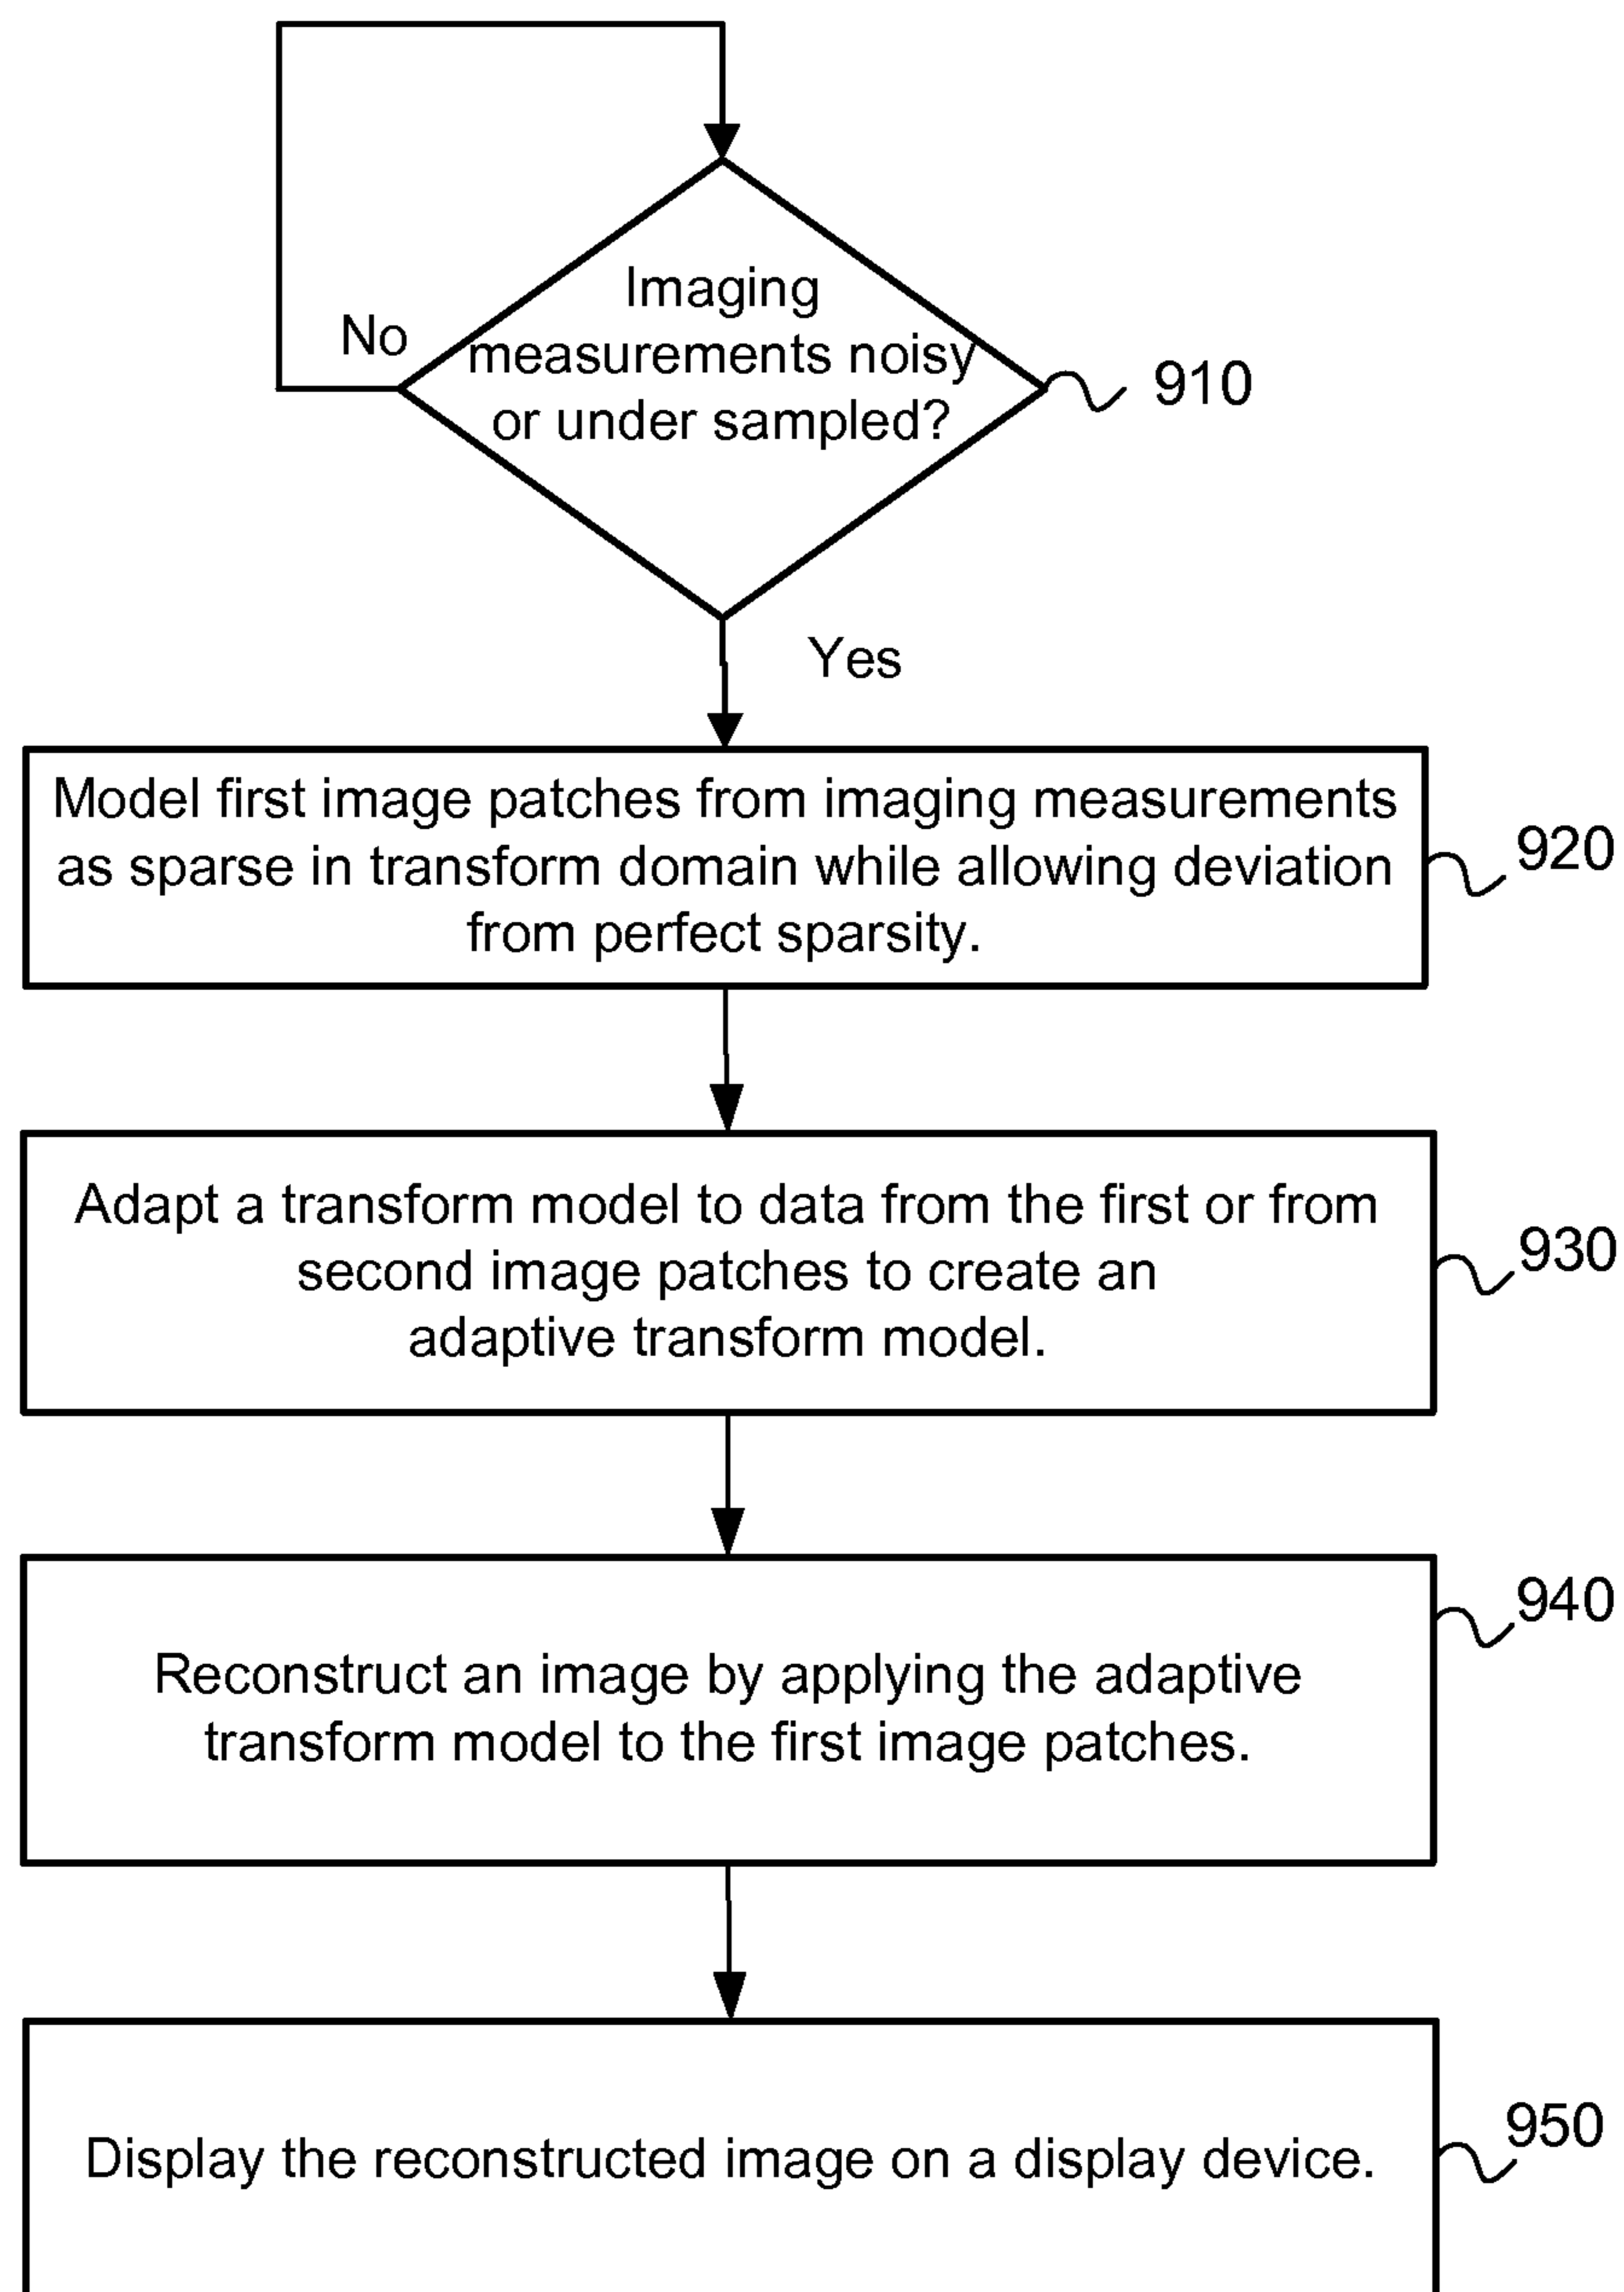 Imaging
measurements noisy
or under sampled?
No
910
Yes
Model first image patches from imaging measurements
as sparse in transform domain while allowing deviation
from perfect sparsity.
920
Adapt a transform model to data from the first or from
second image patches to create an
adaptive transform model.
930
Reconstruct an image by applying the adaptive
transform model to the first image patches.
940
Display the reconstructed image on a display device.
950